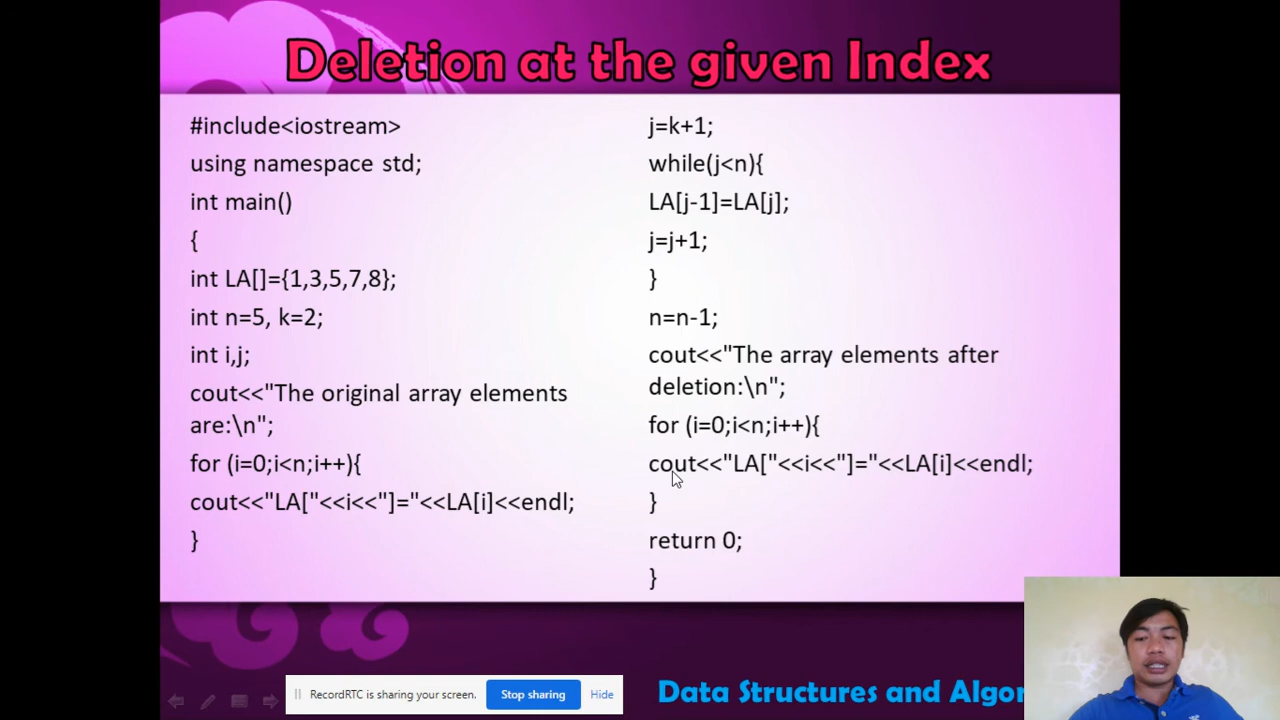 Deletion at the given Index
#include<iostream>
using namespace std;
int main()
{
int LA[]={1,3,5,7,8};
int n=5, k=2;
int i,j;
cout<<"The original array elements
are:\n";
for (i=0;i<n;i++){
cout<<"LA["<<i<<"]="<<LA[i]<<endl;
}
j=k+1;
while(j<n){
LA[j-1]=LA[j];
j=j+1;
}
n=n-1;
cout<<"The array elements after
deletion:\n";
for (i=0;i<n;i++){
cout<<"LA["<<i<<"]="<<LA[i]<<endl;
}
return 0;
}
RecordRTC is sharing your screen.
Stop sharing
Hide
Data Structures and Algor